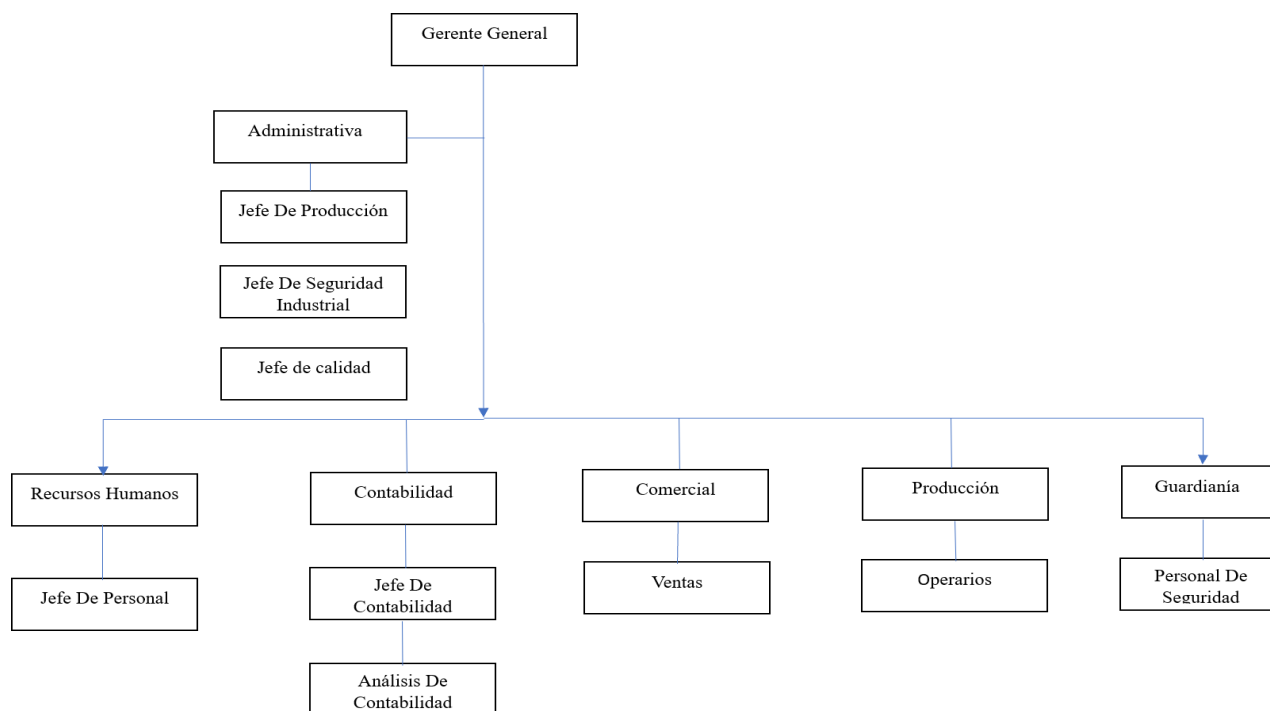 Gerente General
Administrativa
Jefe De Producción
Jefe De Seguridad
Industrial
Jefe de calidad
Recursos Humanos
Contabilidad
Comercial
Producción
Guardianía
Jefe De Personal
Jefe De
Contabilidad
Ventas
Operarios
Personal De
Seguridad
Análisis De
Contabilidad